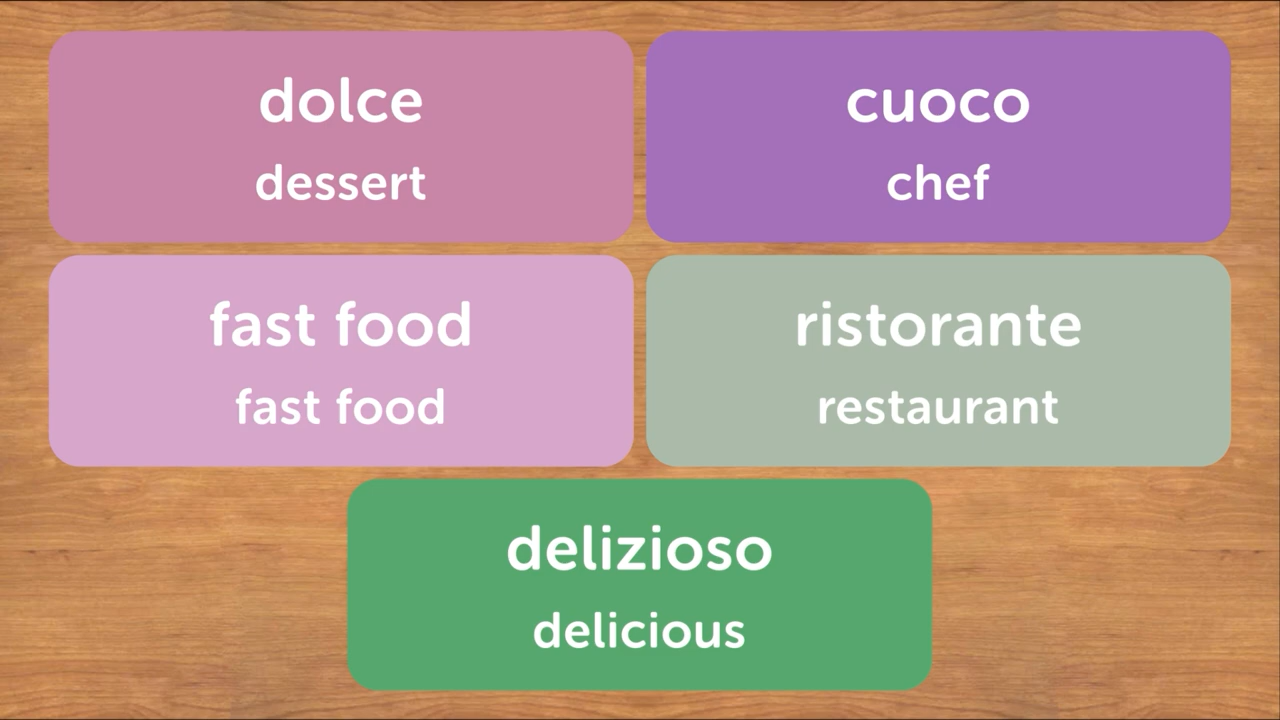 dolce
dessert
cuoco
chef
fast food
fast food
ristorante
restaurant
delizioso
delicious